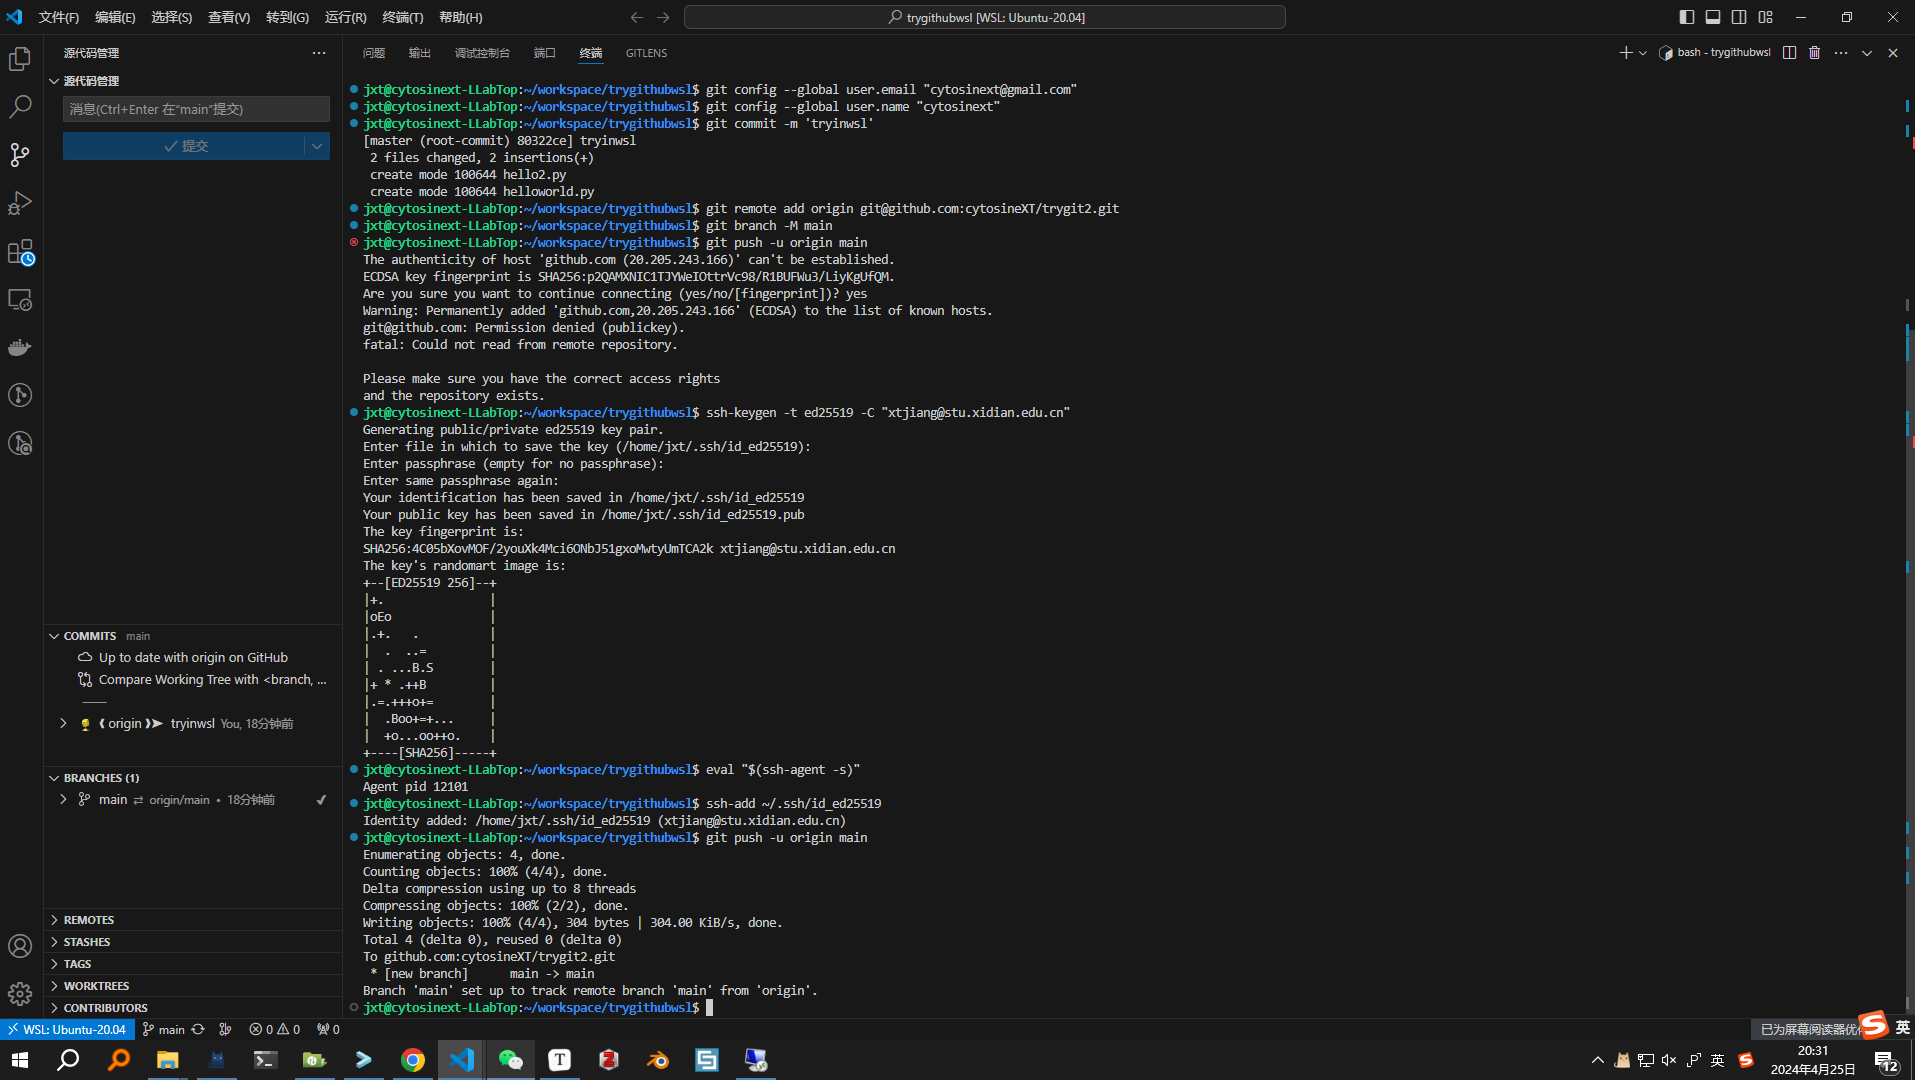 文件(F) 编辑(E) 选择(S) 查看(V) 转到(G) 运行(R) 终端(T) 帮助(H)
trygithubwsl [WSL: Ubuntu-20.04]
源代码管理
问题 输出 调试控制台 端口 终端 GITLENS
bash - trygithubwsl
源代码管理
消息(Ctrl+Enter 在"main"提交)
提交
jxt@cytosinext-LLabTop:~/workspace/trygithubwsl$ git config --global user.email "cytosinext@gmail.com"
jxt@cytosinext-LLabTop:~/workspace/trygithubwsl$ git config --global user.name "cytosinext"
jxt@cytosinext-LLabTop:~/workspace/trygithubwsl$ git commit -m 'tryinwsl'
[master (root-commit) 80322ce] tryinwsl
2 files changed, 2 insertions(+)
create mode 100644 hello2.py
create mode 100644 helloworld.py
jxt@cytosinext-LLabTop:~/workspace/trygithubwsl$ git remote add origin git@github.com:cytosineXT/trygit2.git
jxt@cytosinext-LLabTop:~/workspace/trygithubwsl$ git branch -M main
jxt@cytosinext-LLabTop:~/workspace/trygithubwsl$ git push -u origin main
The authenticity of host 'github.com (20.205.243.166)' can't be established.
ECDSA key fingerprint is SHA256:p2QAMXNIC1TJYWeIOttrVc98/R1BUFWu3/LiyKgUfQM.
Are you sure you want to continue connecting (yes/no/[fingerprint])? yes
Warning: Permanently added 'github.com,20.205.243.166' (ECDSA) to the list of known hosts.
git@github.com: Permission denied (publickey).
fatal: Could not read from remote repository.
Please make sure you have the correct access rights
and the repository exists.
jxt@cytosinext-LLabTop:~/workspace/trygithubwsl$ ssh-keygen -t ed25519 -C "xtjiang@stu.xidian.edu.cn"
Generating public/private ed25519 key pair.
Enter file in which to save the key (/home/jxt/.ssh/id_ed25519):
Enter passphrase (empty for no passphrase):
Enter same passphrase again:
Your identification has been saved in /home/jxt/.ssh/id_ed25519
Your public key has been saved in /home/jxt/.ssh/id_ed25519.pub
The key fingerprint is:
SHA256:4C05bXovMOF/2youXk4Mci6ONbJ51gxoMwtyUmTCA2k xtjiang@stu.xidian.edu.cn
The key's randomart image is:
+--[ED25519 256]--+
|+.               |
|oEo              |
|.+.   .          |
|  .  ..=         |
| . ...B.S        |
|+ * .++B         |
|.=.+++o+=        |
|  .Boo+=+...     |
|  +o...oo++o.    |
+----[SHA256]-----+
jxt@cytosinext-LLabTop:~/workspace/trygithubwsl$ eval "$(ssh-agent -s)"
Agent pid 12101
jxt@cytosinext-LLabTop:~/workspace/trygithubwsl$ ssh-add ~/.ssh/id_ed25519
Identity added: /home/jxt/.ssh/id_ed25519 (xtjiang@stu.xidian.edu.cn)
jxt@cytosinext-LLabTop:~/workspace/trygithubwsl$ git push -u origin main
Enumerating objects: 4, done.
Counting objects: 100% (4/4), done.
Delta compression using up to 8 threads
Compressing objects: 100% (2/2), done.
Writing objects: 100% (4/4), 304 bytes | 304.00 KiB/s, done.
Total 4 (delta 0), reused 0 (delta 0)
To github.com:cytosineXT/trygit2.git
* [new branch]      main -> main
Branch 'main' set up to track remote branch 'main' from 'origin'.
jxt@cytosinext-LLabTop:~/workspace/trygithubwsl$
COMMITS main
Up to date with origin on GitHub
Compare Working Tree with <branch, ...
origin tryinwsl You, 18分钟前
BRANCHES (1)
main ⇄ origin/main • 18分钟前
REMOTES
STASHES
TAGS
WORKTREES
CONTRIBUTORS
WSL: Ubuntu-20.04 main 0 0 0
已为屏幕阅读器优
英
20:31
2024年4月25日
英
12